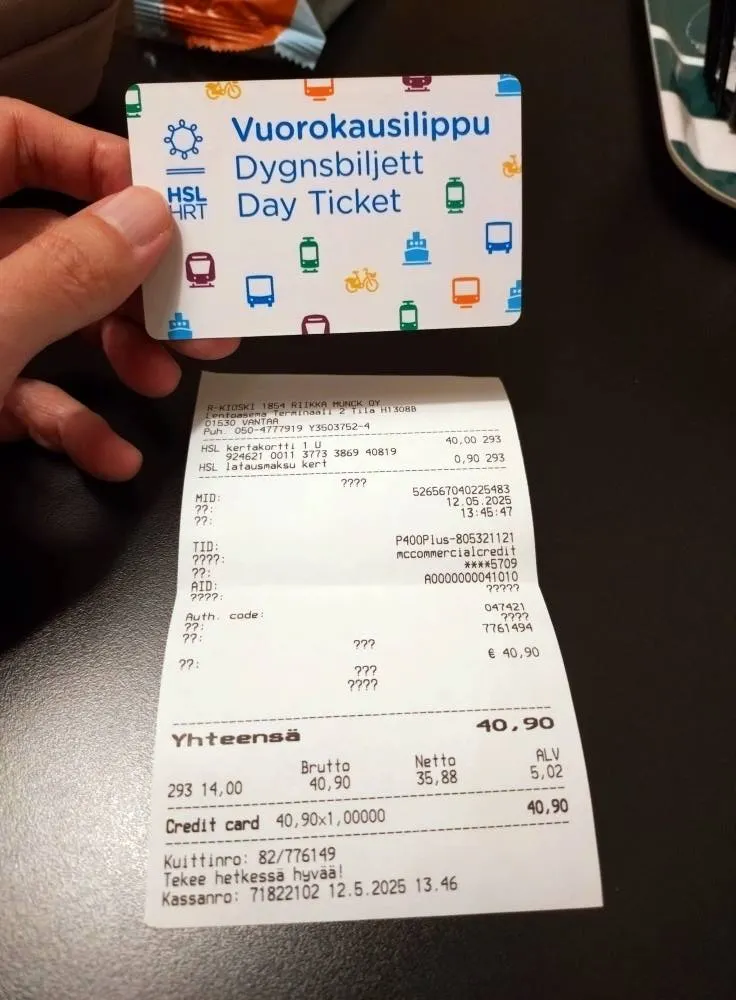 Vuorokausilippu
Dygnsbiljett
Day Ticket
HSL
HRT
R-KIOSKI 1854 RIIKKA MUNCK OY
Lentoasema Terminaali 2 Tila H1308B
01530 VANTAA
Puh. 050-4777919 Y3503752-4
HSL kertakortti 1 U 40,00 293
924621 0011 3773 3869 40819
HSL latausmaksu kert 0,90 293
????
MID: 526567040225483
??: 12.05.2025
??: 13:45:47
TID: P400Plus-805321121
????: mccommercialcredit
??: ****5709
AID: A0000000041010
????: ?????
Auth. code: 047421
??: ????
??: 7761494
???
??: € 40,90
???
????
Yhteensä 40,90
Brutto Netto ALV
293 14,00 40,90 35,88 5,02
Credit card 40,90x1,00000 40,90
Kuittinro: 82/776149
Tekee hetkessä hyvää!
Kassanro: 71822102 12.5.2025 13.46